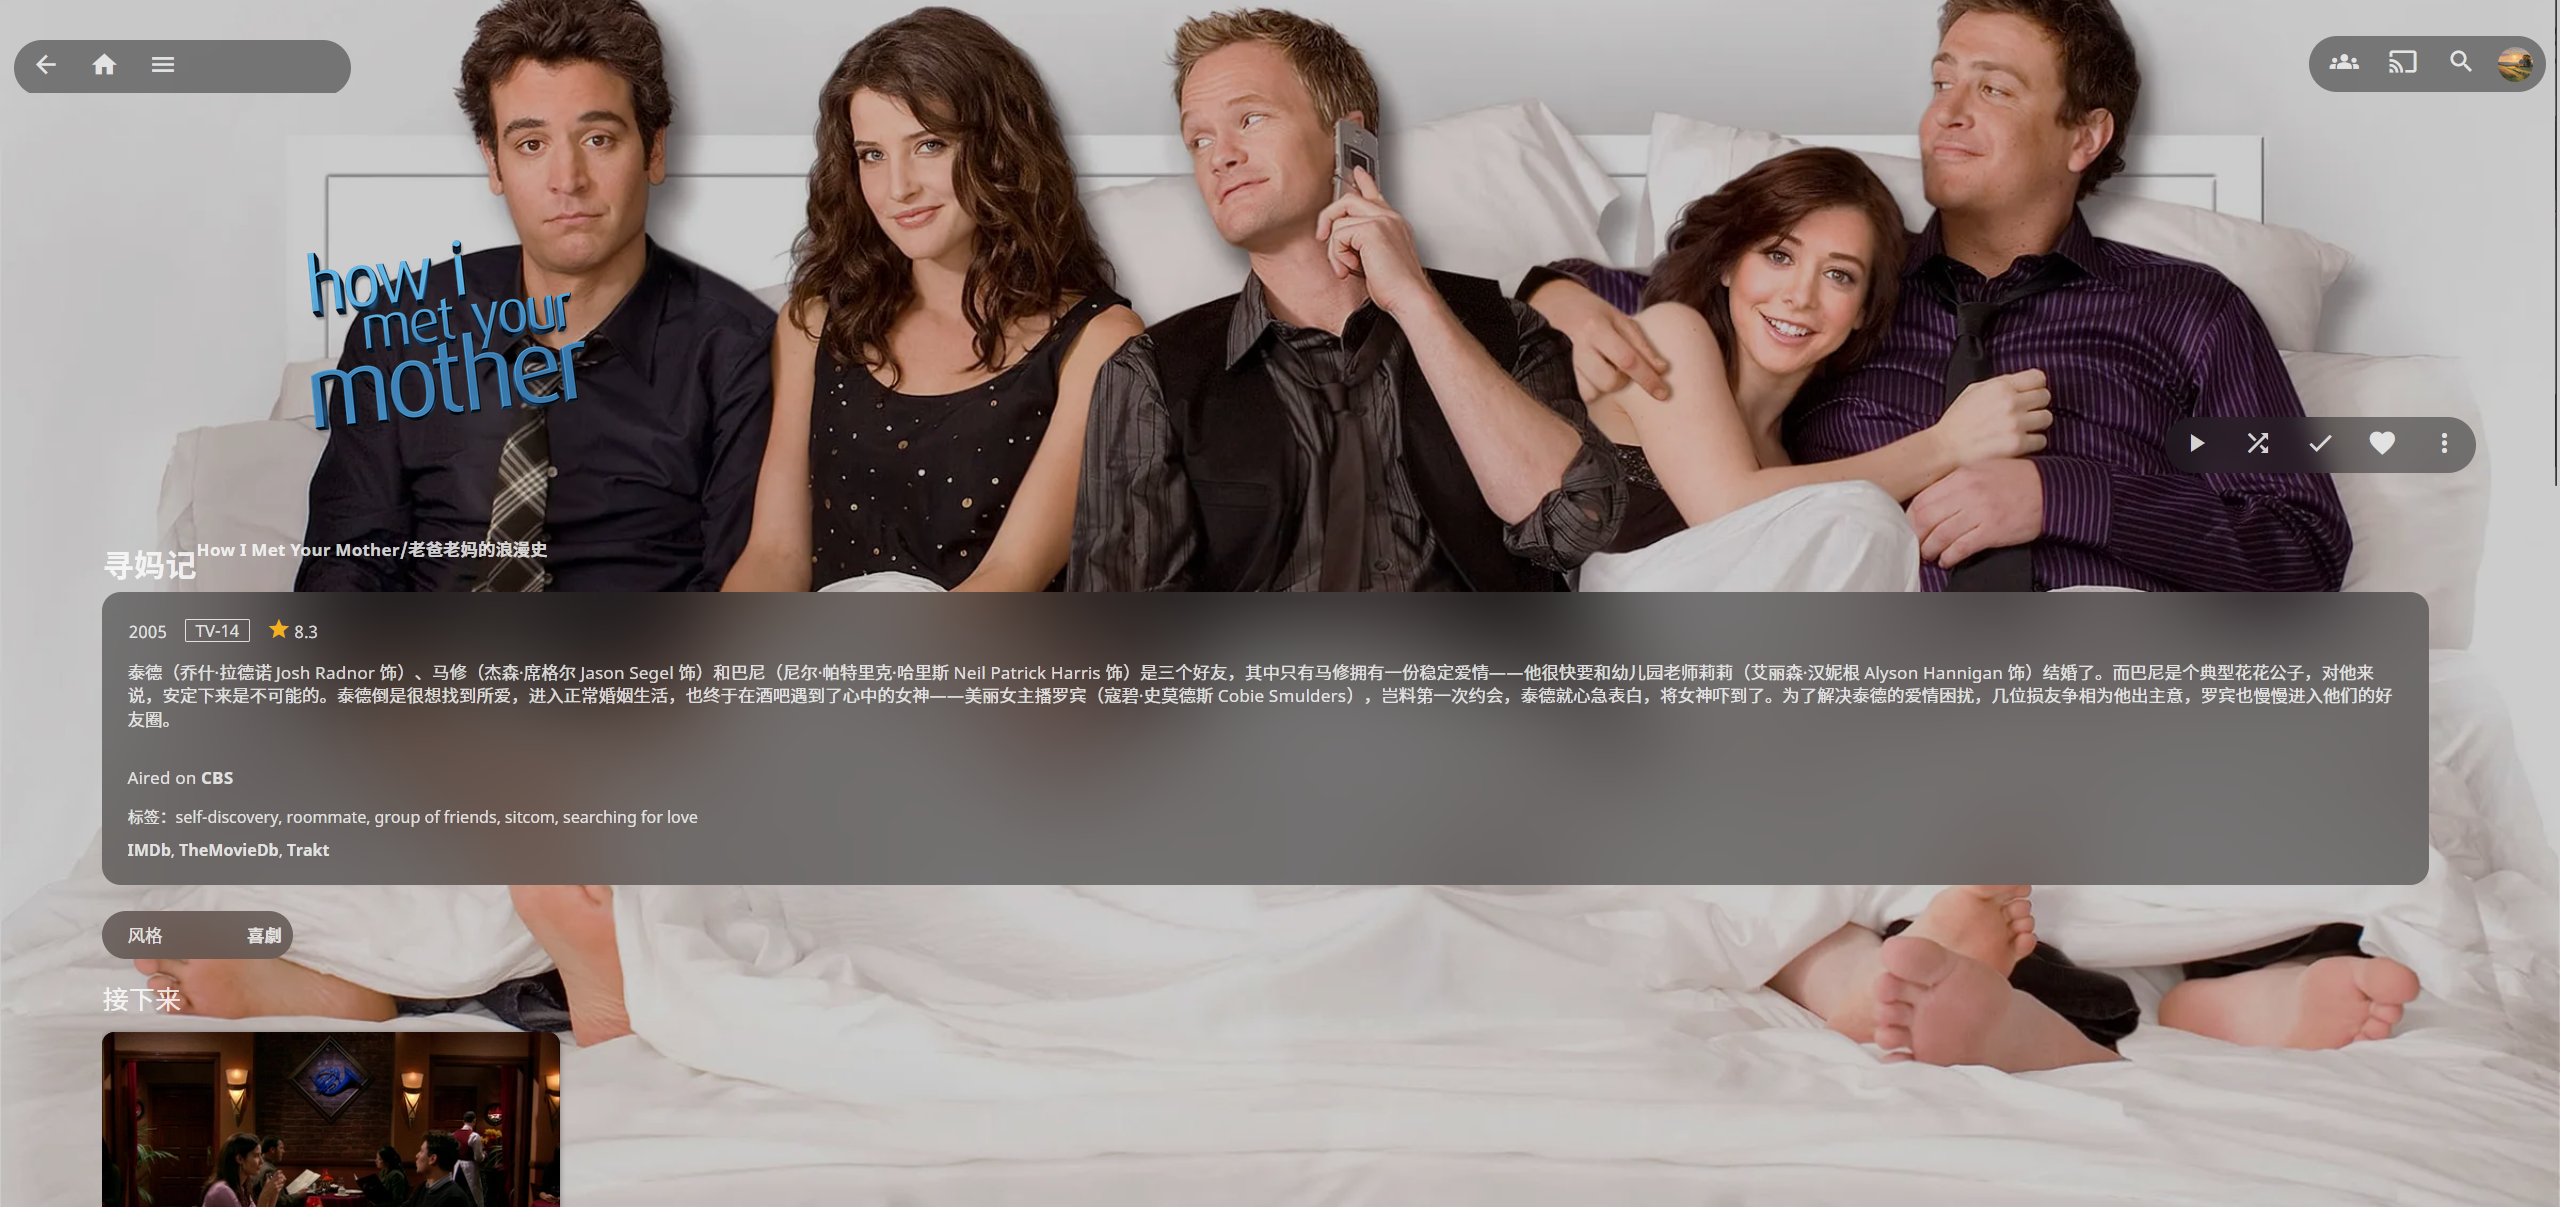 how i
met your
mother
寻妈记How I Met Your Mother/老爸老妈的浪漫史
2005 TV-14 8.3
泰德（乔什·拉德诺 Josh Radnor 饰）、马修（杰森·席格尔 Jason Segel 饰）和巴尼（尼尔·帕特里克·哈里斯 Neil Patrick Harris 饰）是三个好友，其中只有马修拥有一份稳定爱情——他很快要和幼儿园老师莉莉（艾丽森·汉妮根 Alyson Hannigan 饰）结婚了。而巴尼是个典型花花公子，对他来
说，安定下来是不可能的。泰德倒是很想找到所爱，进入正常婚姻生活，也终于在酒吧遇到了心中的女神——美丽女主播罗宾（寇碧·史莫德斯 Cobie Smulders），岂料第一次约会，泰德就心急表白，将女神吓到了。为了解决泰德的爱情困扰，几位损友争相为他出主意，罗宾也慢慢进入他们的好
友圈。
Aired on CBS
标签：self-discovery, roommate, group of friends, sitcom, searching for love
IMDb, TheMovieDb, Trakt
风格 喜劇
接下来